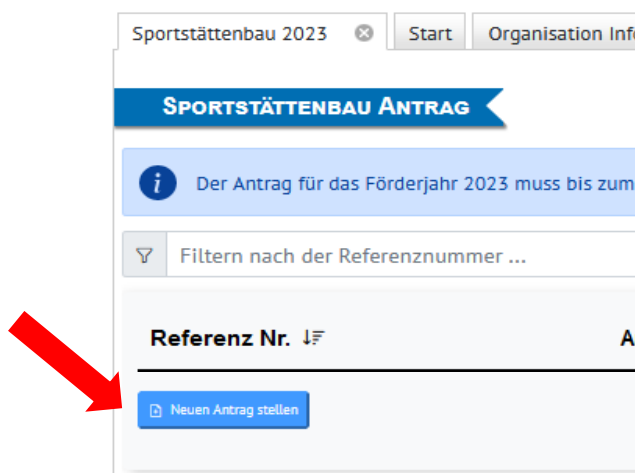 Sportstättenbau 2023 Start Organisation Inf
SPORTSTÄTTENBAU ANTRAG
i Der Antrag für das Förderjahr 2023 muss bis zum
Filtern nach der Referenznummer ...
Referenz Nr. A
Neuen Antrag stellen